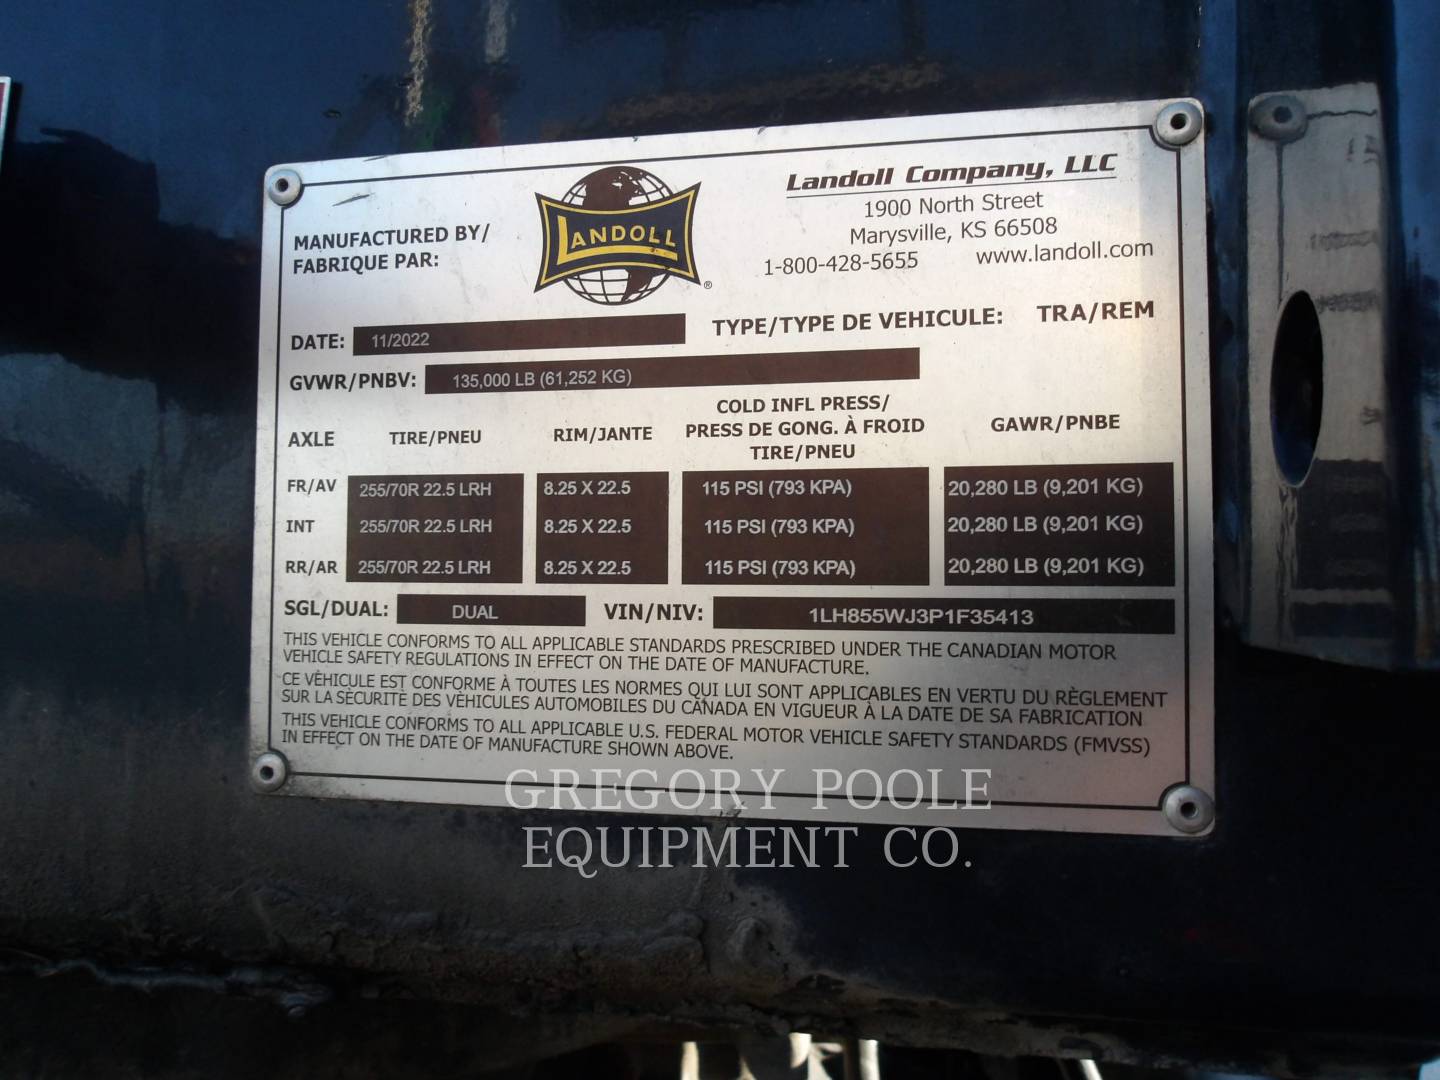 Landoll Company, LLC
1900 North Street
Marysville, KS 66508
1-800-428-5655 www.landoll.com
MANUFACTURED BY/
FABRIQUE PAR:
LANDOLL
®
DATE: 11/2022 TYPE/TYPE DE VEHICULE: TRA/REM
GVWR/PNBV: 135,000 LB (61,252 KG)
COLD INFL PRESS/
AXLE TIRE/PNEU RIM/JANTE PRESS DE GONG. À FROID GAWR/PNBE
TIRE/PNEU
FR/AV 255/70R 22.5 LRH 8.25 X 22.5 115 PSI (793 KPA) 20,280 LB (9,201 KG)
INT 255/70R 22.5 LRH 8.25 X 22.5 115 PSI (793 KPA) 20,280 LB (9,201 KG)
RR/AR 255/70R 22.5 LRH 8.25 X 22.5 115 PSI (793 KPA) 20,280 LB (9,201 KG)
SGL/DUAL: DUAL VIN/NIV: 1LH855WJ3P1F35413
THIS VEHICLE CONFORMS TO ALL APPLICABLE STANDARDS PRESCRIBED UNDER THE CANADIAN MOTOR
VEHICLE SAFETY REGULATIONS IN EFFECT ON THE DATE OF MANUFACTURE.
CE VÈHICULE EST CONFORME À TOUTES LES NORMES QUI LUI SONT APPLICABLES EN VERTU DU RÈGLEMENT
SUR LA SÈCURITÈ DES VÈHICULES AUTOMOBILES DU CANADA EN VIGUEUR À LA DATE DE SA FABRICATION
THIS VEHICLE CONFORMS TO ALL APPLICABLE U.S. FEDERAL MOTOR VEHICLE SAFETY STANDARDS (FMVSS)
IN EFFECT ON THE DATE OF MANUFACTURE SHOWN ABOVE.
GREGORY POOLE
EQUIPMENT CO.